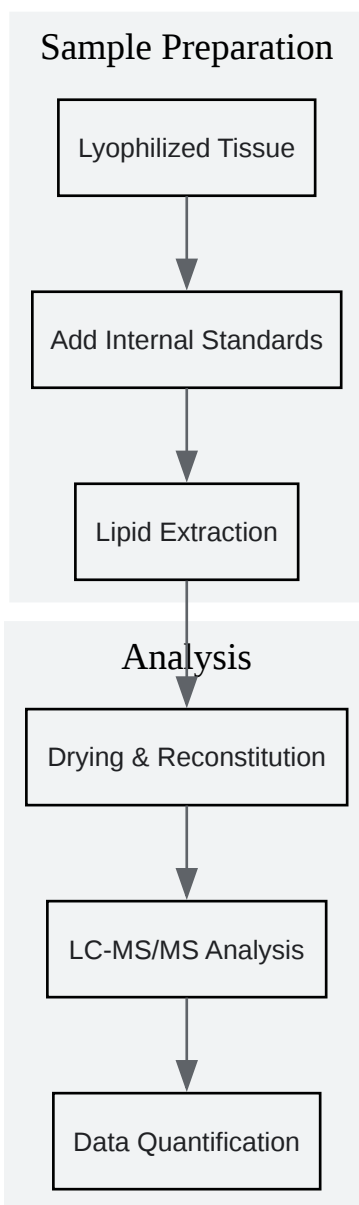 Sample Preparation
Lyophilized Tissue
Add Internal Standards
Lipid Extraction
Analysis
Drying & Reconstitution
LC-MS/MS Analysis
Data Quantification